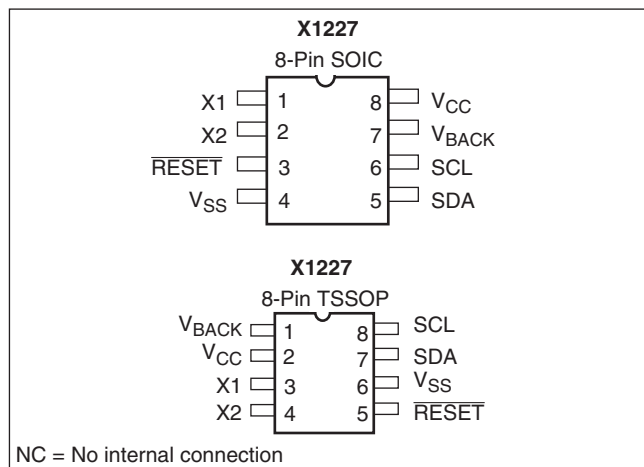 X1227
8-Pin SOIC
X1 1 8 VCC
X2 2 7 VBACK
RESET 3 6 SCL
VSS 4 5 SDA
X1227
8-Pin TSSOP
VBACK 1 8 SCL
VCC 2 7 SDA
X1 3 6 VSS
X2 4 5 RESET
NC = No internal connection